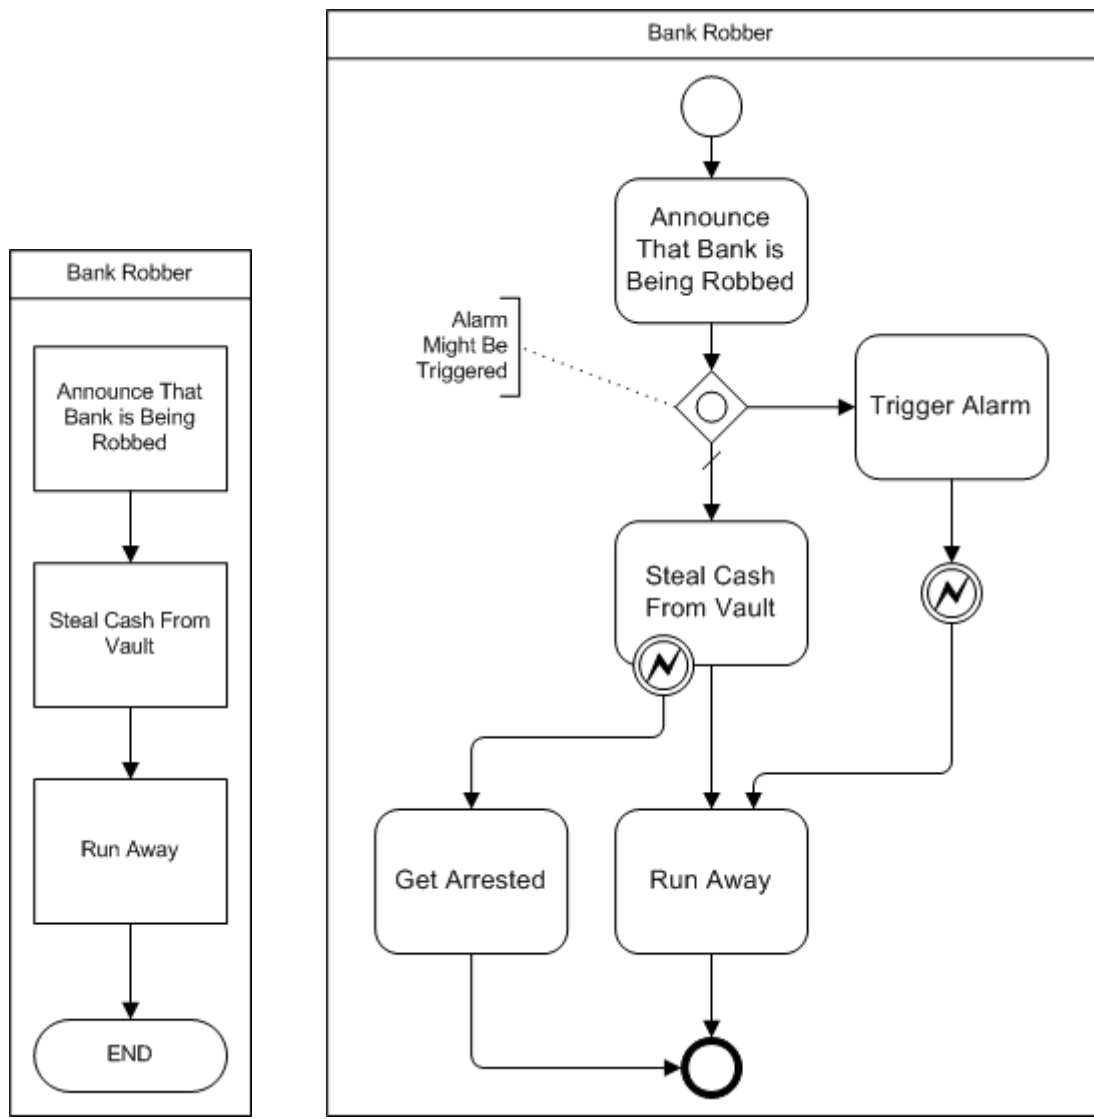 Bank Robber
Announce That
Bank is Being
Robbed
Steal Cash From
Vault
Run Away
END
Bank Robber
Announce
That Bank is
Being Robbed
Alarm
Might Be
Triggered
Trigger Alarm
Steal Cash
From Vault
Get Arrested
Run Away